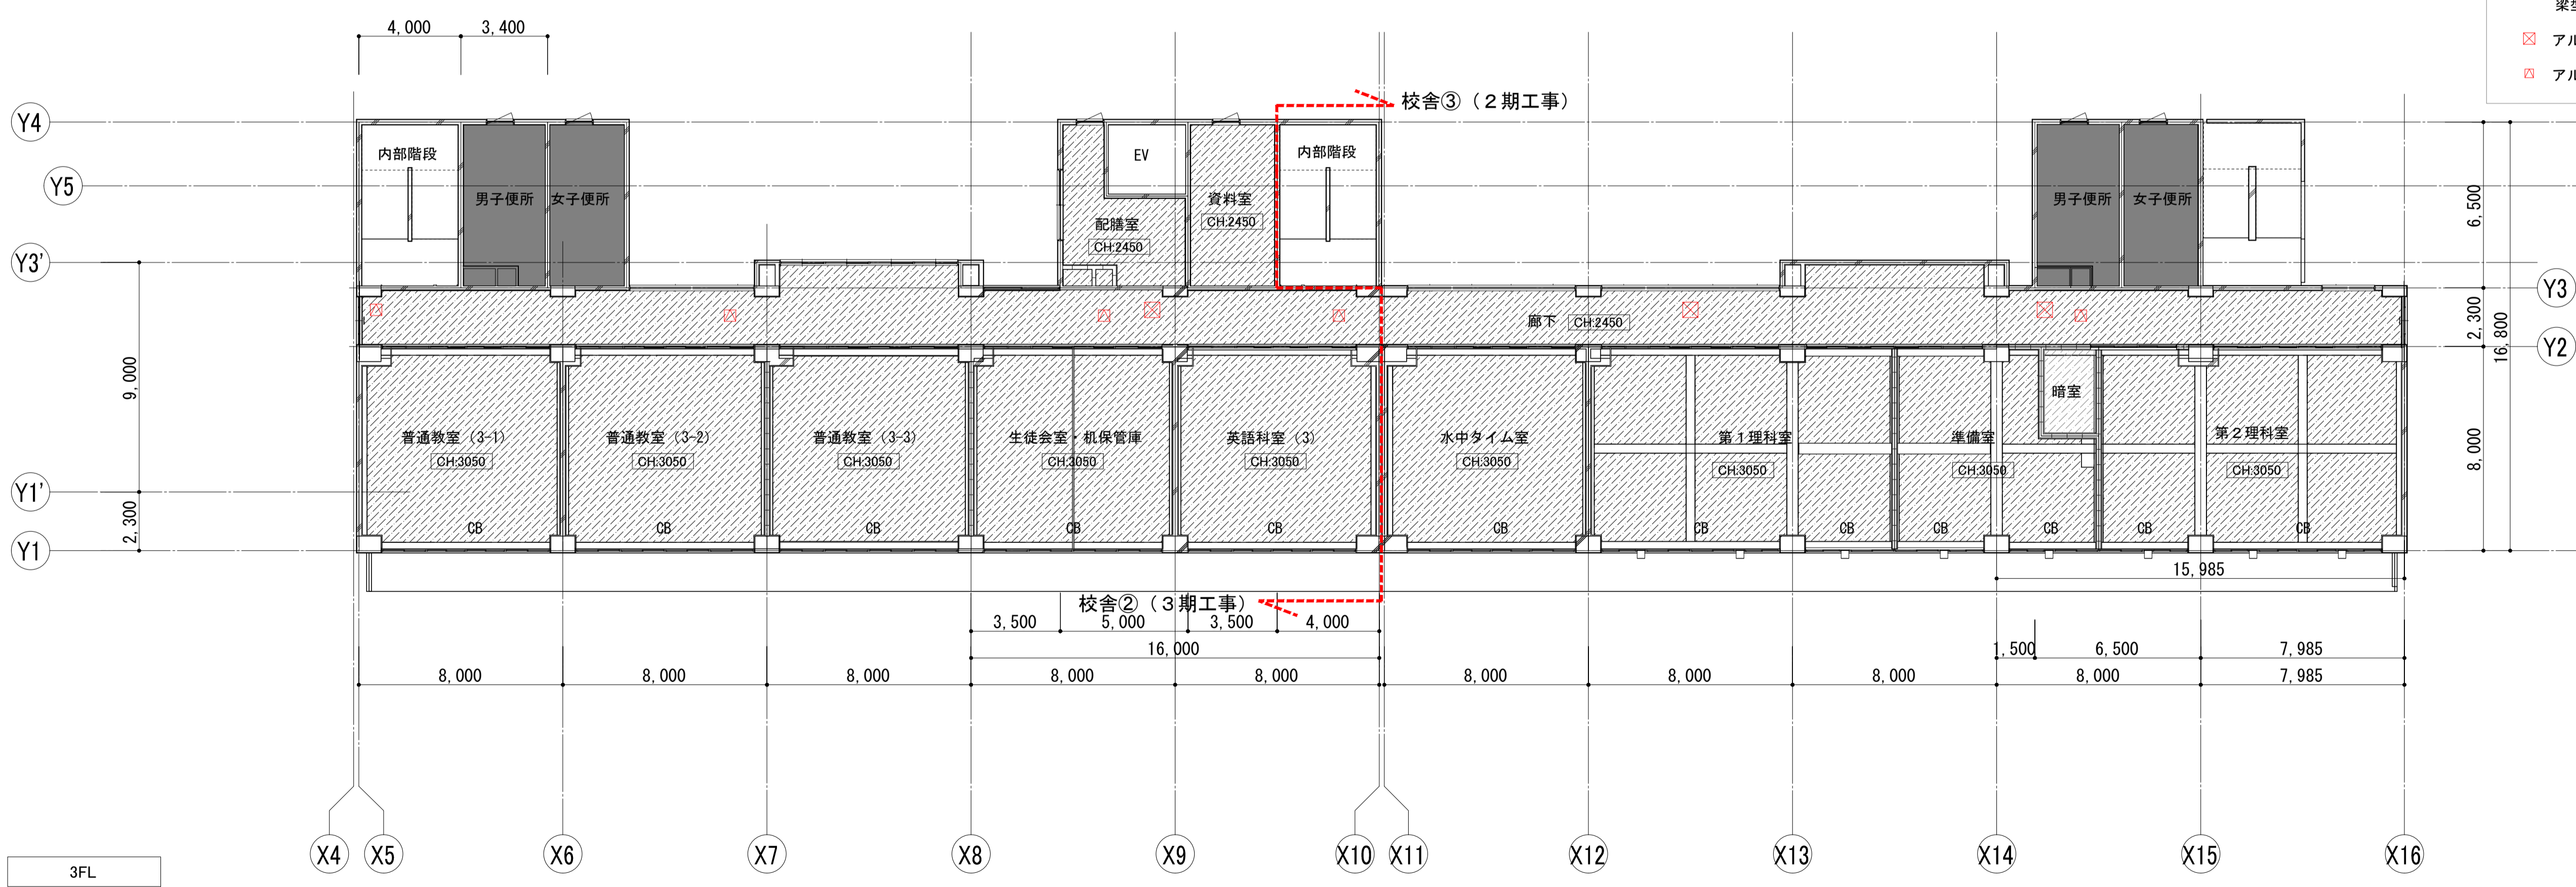 梁型
アル
アル
4,000
3,400
校舎③（２期工事）
Y4
Y5
Y3'
Y1'
Y1
内部階段
男子便所
女子便所
EV
配膳室
CH:2450
資料室
CH:2450
内部階段
男子便所
女子便所
6,500
2,300
16,800
8,000
Y3
Y2
9,000
2,300
廊下
CH:2450
普通教室（3-1）
CH:3050
CB
普通教室（3-2）
CH:3050
CB
普通教室（3-3）
CH:3050
CB
生徒会室・机保管庫
CH:3050
CB
英語科室（3）
CH:3050
CB
水中タイム室
CH:3050
CB
第１理科室
CH:3050
CB
CB
準備室
CH:3050
CB
CB
暗室
第２理科室
CH:3050
CB
CB
15,985
校舎②（３期工事）
3,500
5,000
3,500
4,000
16,000
1,500
6,500
7,985
8,000
8,000
8,000
8,000
8,000
8,000
8,000
8,000
8,000
7,985
X4
X5
X6
X7
X8
X9
X10
X11
X12
X13
X14
X15
X16
3FL